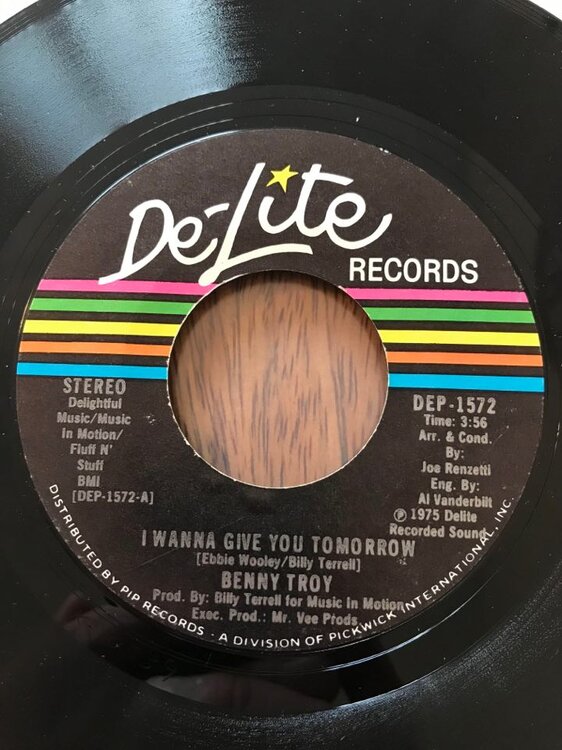 De-Lite
RECORDS
STEREO
Delightful
Music/Music
In Motion/
Fluff N'
Stuff
BMI
[DEP-1572-A]
DEP-1572
Time: 3:56
Arr. & Cond.
By:
Joe Renzetti
Eng. By:
Al Vanderbilt
℗ 1975 Delite
Recorded Sound
I WANNA GIVE YOU TOMORROW
[Ebbie Wooley/Billy Terrell]
BENNY TROY
Prod. By: Billy Terrell for Music In Motion
Exec. Prod.: Mr. Vee Prods.
DISTRIBUTED BY PIP RECORDS · A DIVISION OF PICKWICK INTERNATIONAL, INC.